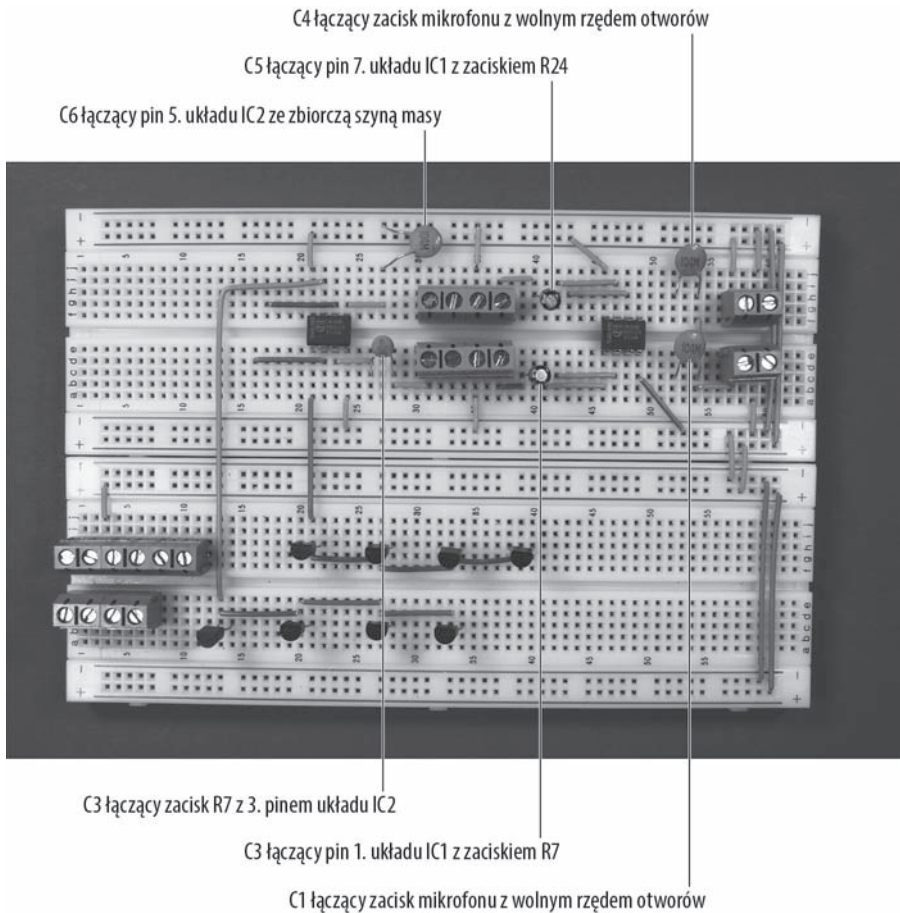 C4 łączący zacisk mikrofonu z wolnym rzędem otworów
C5 łączący pin 7. układu IC1 z zaciskiem R24
C6 łączący pin 5. układu IC2 ze zbiorczą szyną masy
C3 łączący zacisk R7 z 3. pinem układu IC2
C3 łączący pin 1. układu IC1 z zaciskiem R7
C1 łączący zacisk mikrofonu z wolnym rzędem otworów